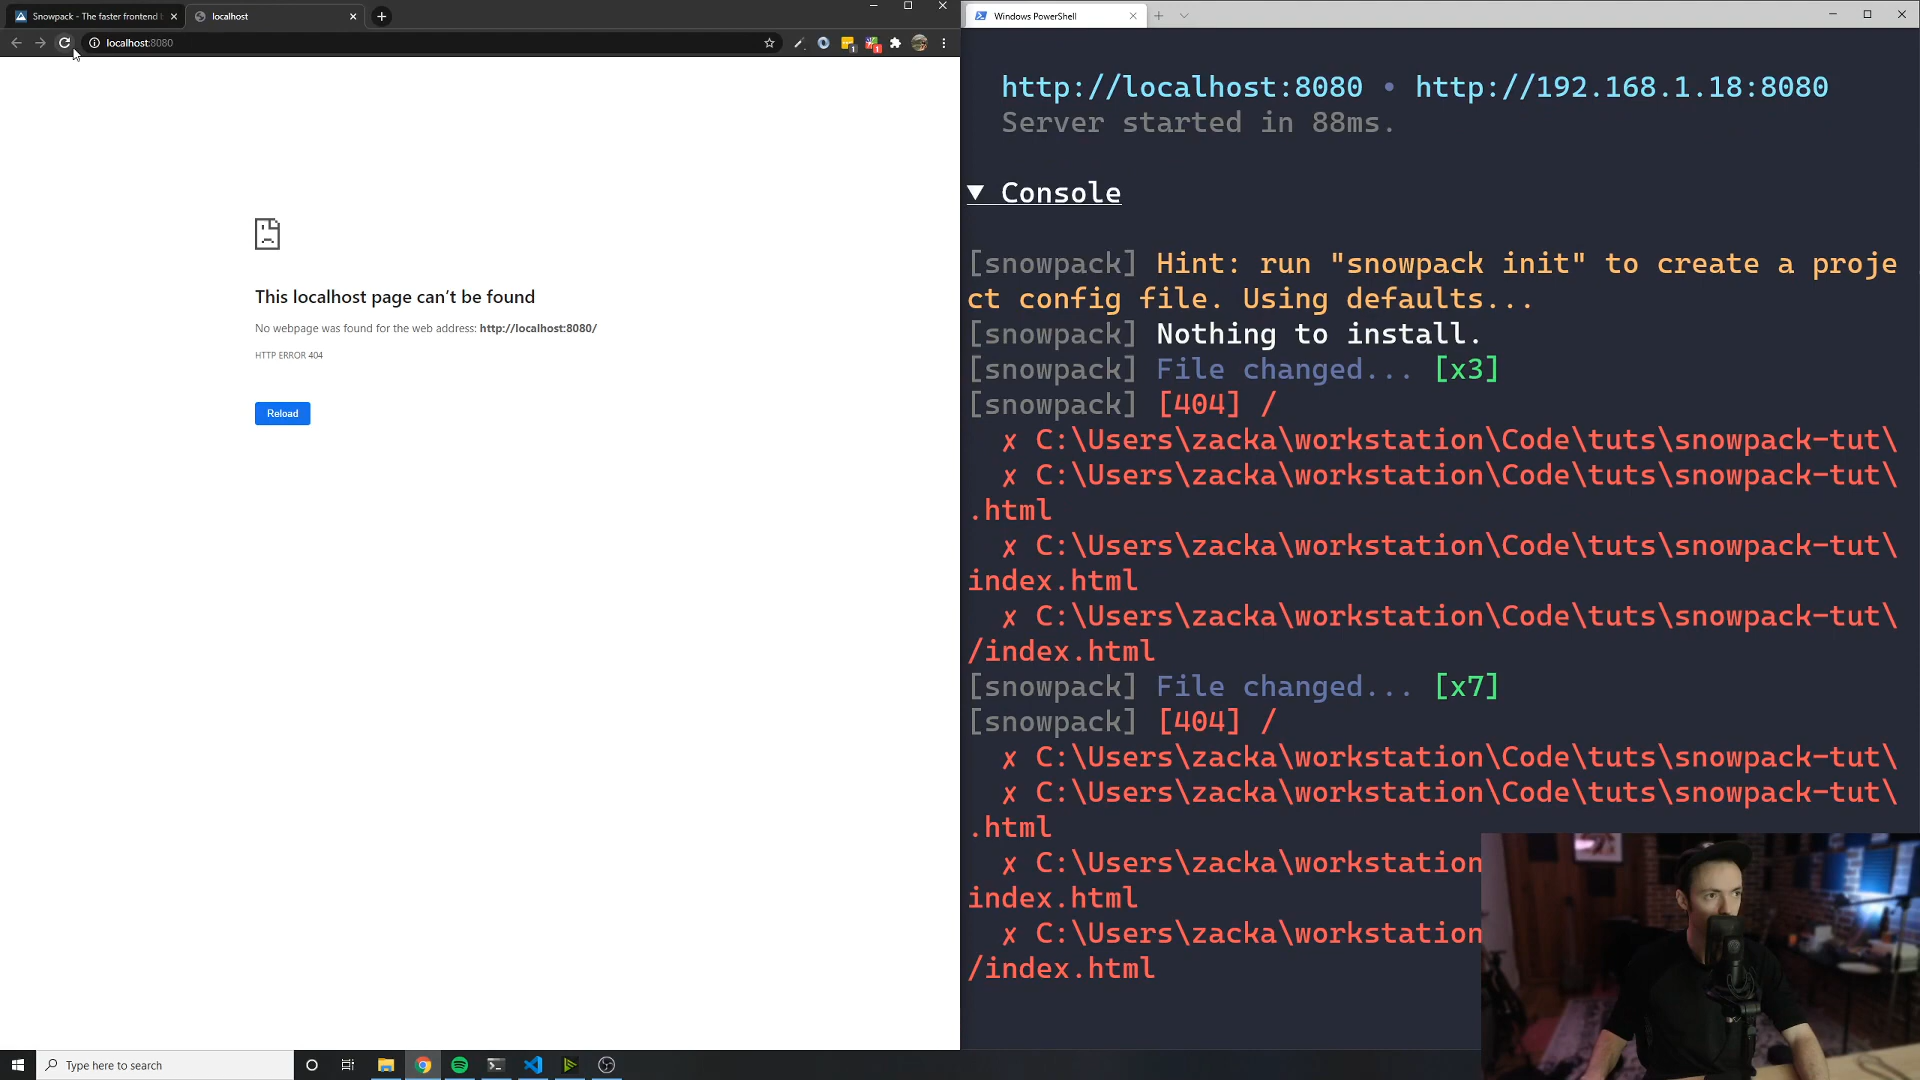 Snowpack - The faster frontend
localhost
localhost:8080
This localhost page can't be found
No webpage was found for the web address: http://localhost:8080/
HTTP ERROR 404
Reload
Type here to search
Windows PowerShell
http://localhost:8080 • http://192.168.1.18:8080
Server started in 88ms.
▼ Console
[snowpack] Hint: run "snowpack init" to create a proje
ct config file. Using defaults...
[snowpack] Nothing to install.
[snowpack] File changed... [x3]
[snowpack] [404] /
✗ C:\Users\zacka\workstation\Code\tuts\snowpack-tut\
✗ C:\Users\zacka\workstation\Code\tuts\snowpack-tut\
.html
✗ C:\Users\zacka\workstation\Code\tuts\snowpack-tut\
index.html
✗ C:\Users\zacka\workstation\Code\tuts\snowpack-tut\
/index.html
[snowpack] File changed... [x7]
[snowpack] [404] /
✗ C:\Users\zacka\workstation\Code\tuts\snowpack-tut\
✗ C:\Users\zacka\workstation\Code\tuts\snowpack-tut\
.html
✗ C:\Users\zacka\workstation
index.html
✗ C:\Users\zacka\workstation
/index.html